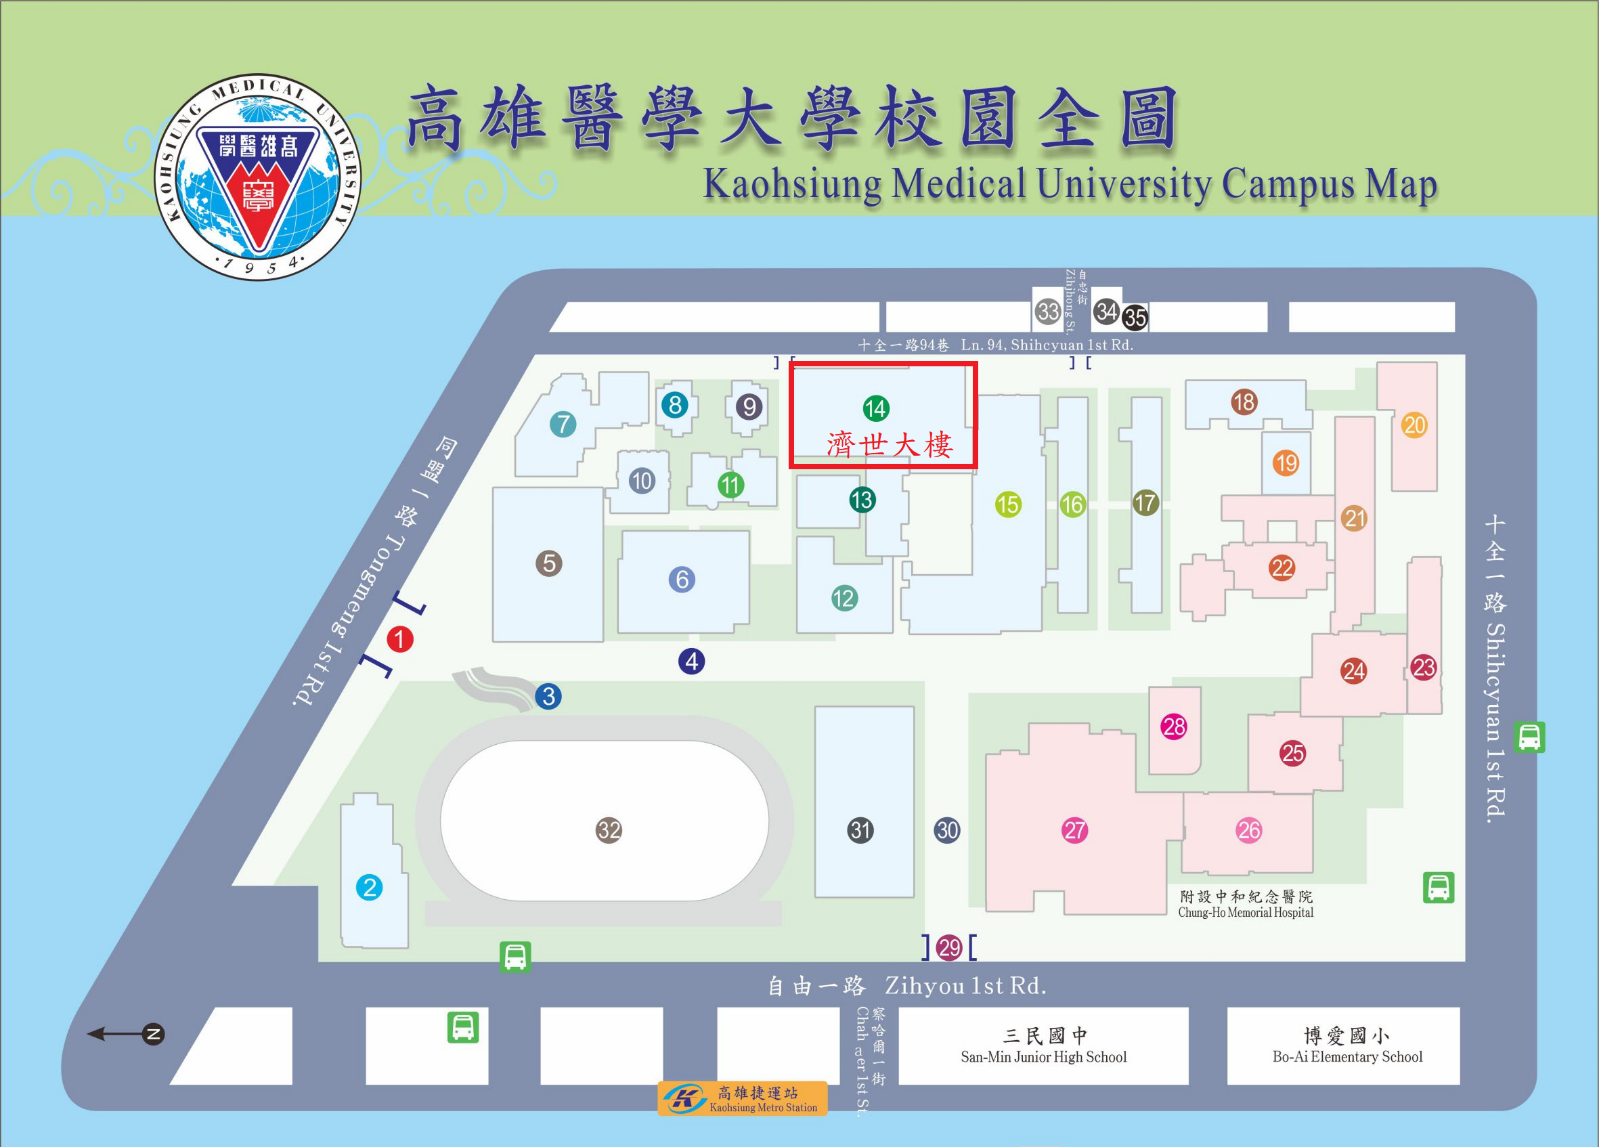 高雄醫學大學校園全圖
Kaohsiung Medical University Campus Map
KAOHSIUNG MEDICAL UNIVERSITY
學醫雄高
大學
·1954·
自忠街
Zihjhong St.
33
34
35
十全一路94巷 Ln. 94, Shihcyuan 1st Rd.
7
8
9
14
濟世大樓
18
20
10
11
13
15
16
17
19
21
5
6
12
22
同盟一路 Tongmeng 1st Rd.
十全一路 Shihcyuan 1st Rd.
1
4
3
24
23
28
25
2
32
31
30
27
26
附設中和紀念醫院
Chung-Ho Memorial Hospital
29
自由一路 Zihyou 1st Rd.
N
察哈爾一街
Chahaer 1st St.
三民國中
San-Min Junior High School
博愛國小
Bo-Ai Elementary School
K
高雄捷運站
Kaohsiung Metro Station